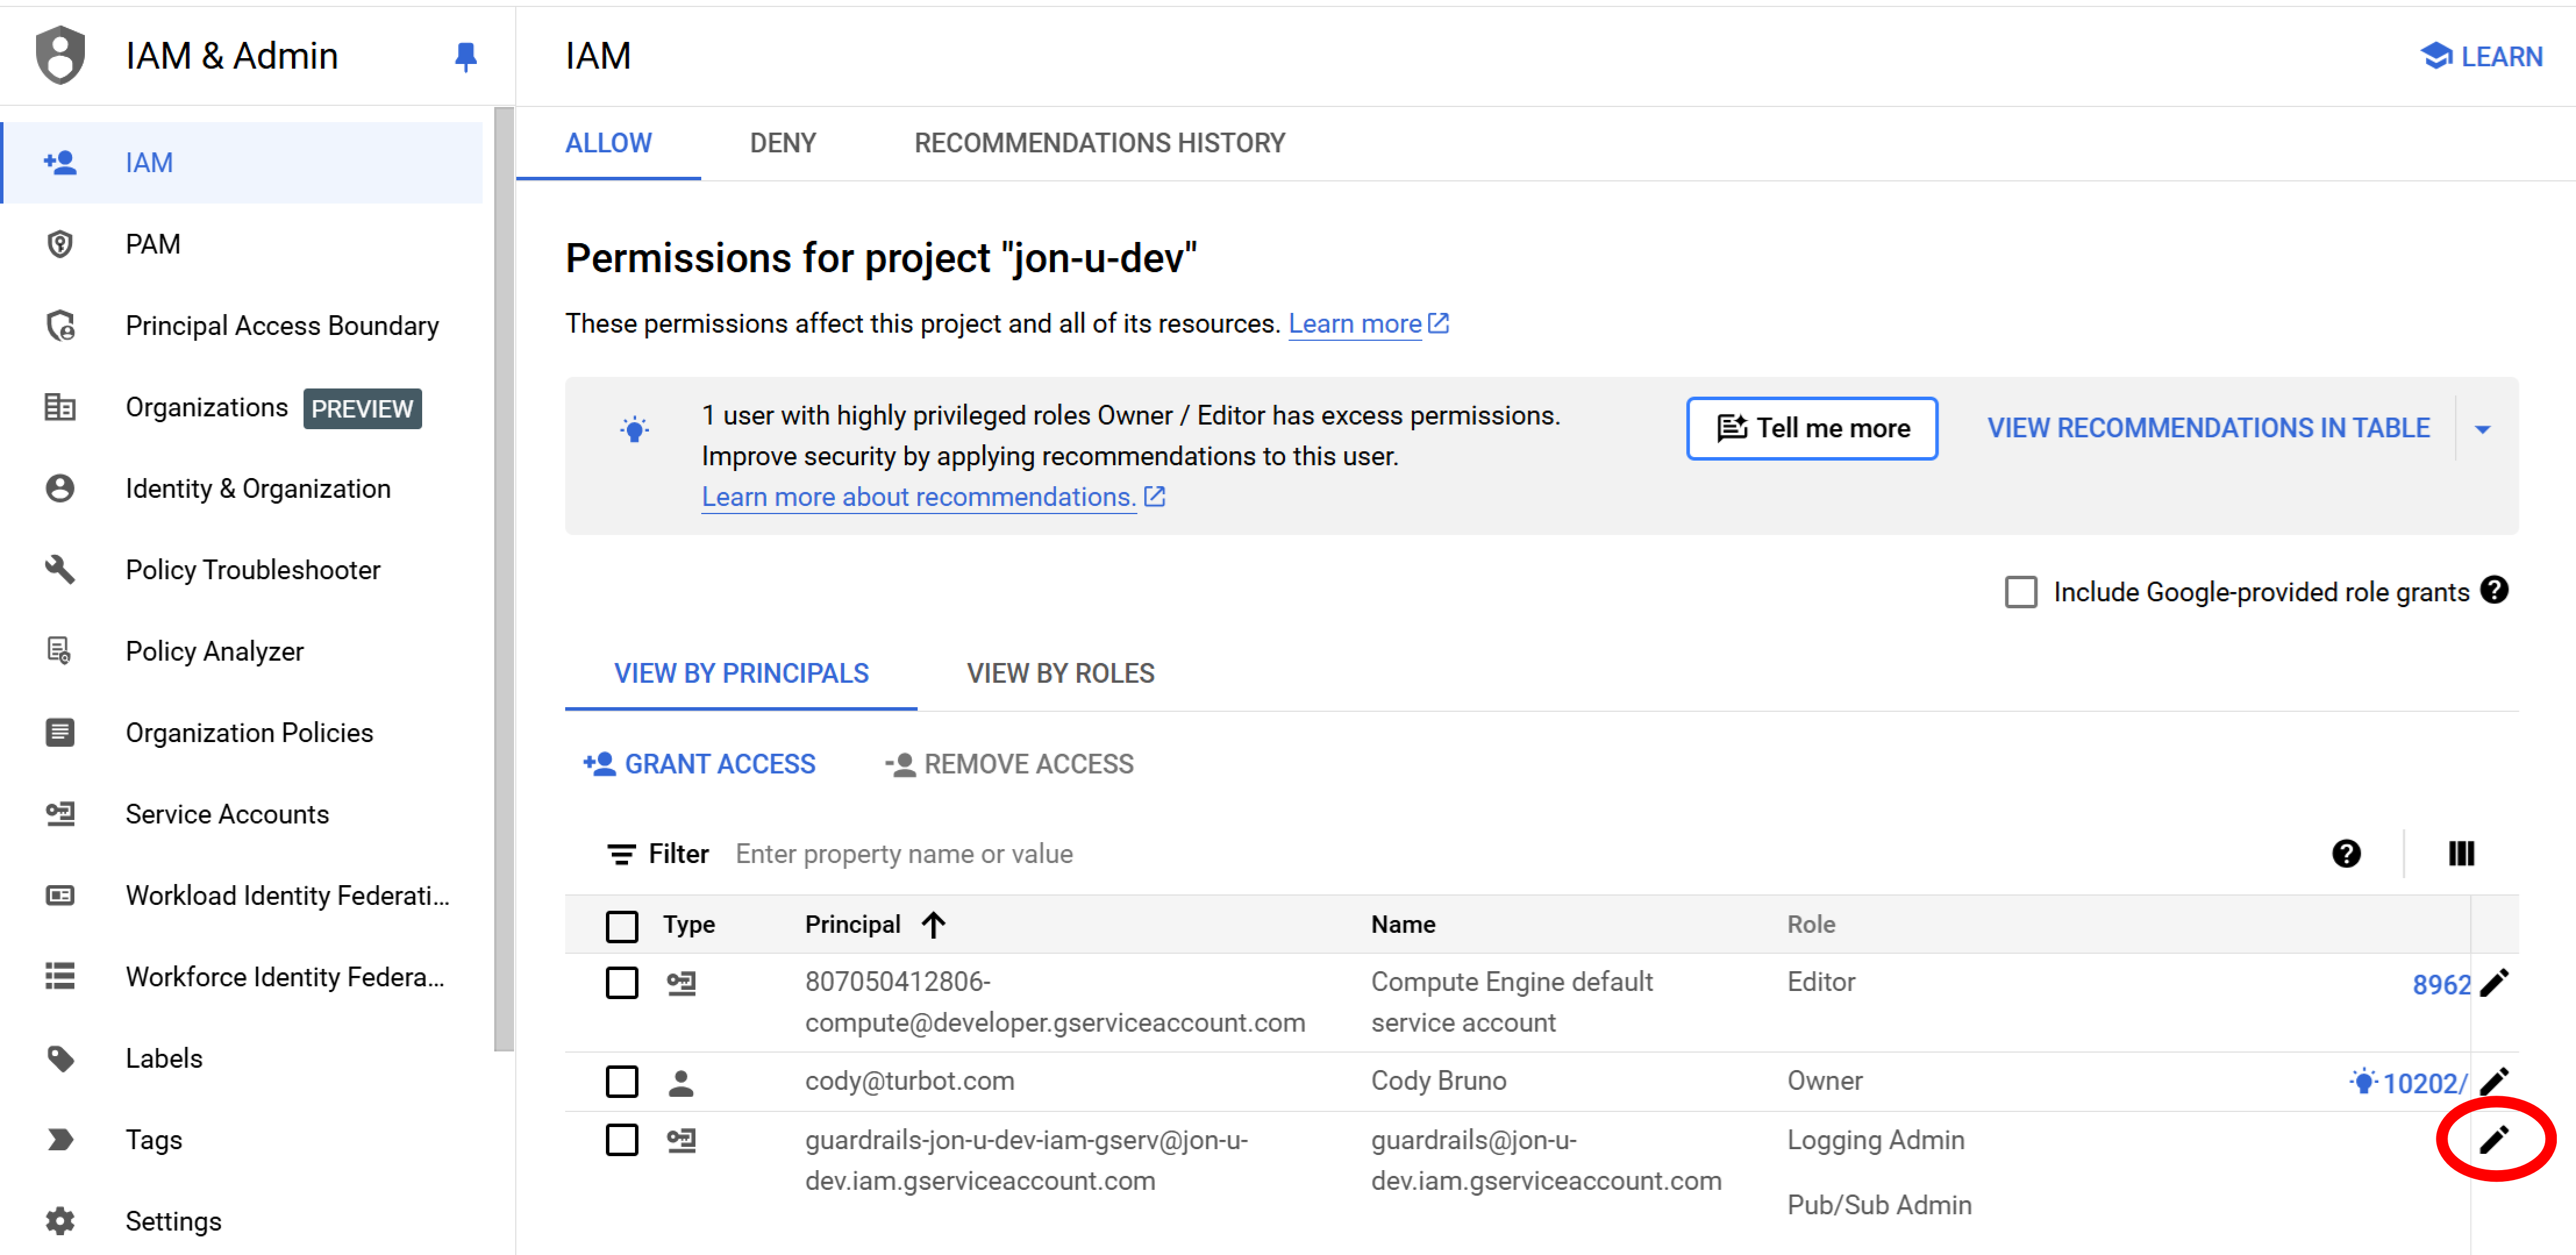 IAM & Admin
IAM
PAM
Principal Access Boundary
Organizations PREVIEW
Identity & Organization
Policy Troubleshooter
Policy Analyzer
Organization Policies
Service Accounts
Workload Identity Federati...
Workforce Identity Federa...
Labels
Tags
Settings
IAM
LEARN
ALLOW DENY RECOMMENDATIONS HISTORY
Permissions for project "jon-u-dev"
These permissions affect this project and all of its resources. Learn more
1 user with highly privileged roles Owner / Editor has excess permissions.
Improve security by applying recommendations to this user.
Learn more about recommendations.
Tell me more
VIEW RECOMMENDATIONS IN TABLE
Include Google-provided role grants
VIEW BY PRINCIPALS VIEW BY ROLES
GRANT ACCESS REMOVE ACCESS
Filter Enter property name or value
Type Principal Name Role
807050412806- Compute Engine default Editor 8962
compute@developer.gserviceaccount.com service account
cody@turbot.com Cody Bruno Owner 10202/
guardrails-jon-u-dev-iam-gserv@jon-u- guardrails@jon-u- Logging Admin
dev.iam.gserviceaccount.com dev.iam.gserviceaccount.com
Pub/Sub Admin